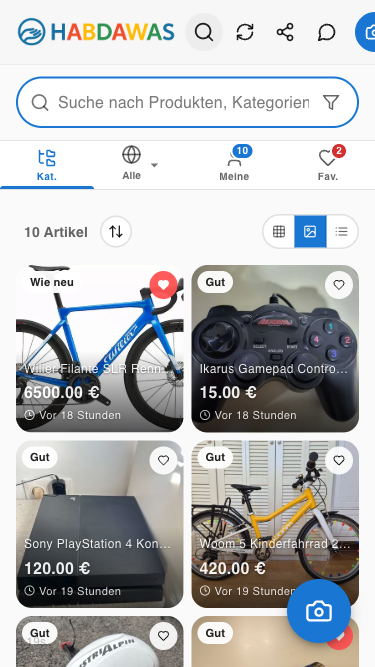 HABDAWAS
Suche nach Produkten, Kategorien
Kat.
Alle
10
Meine
2
Fav.
10 Artikel
Wie neu
Wilier Filante SLR Renn...
6500.00 €
Vor 18 Stunden
Gut
Ikarus Gamepad Contro...
15.00 €
Vor 18 Stunden
Gut
Sony PlayStation 4 Kon...
120.00 €
Vor 19 Stunden
Gut
Woom 5 Kinderfahrrad 2...
420.00 €
Vor 19 Stunden
Gut
Gut